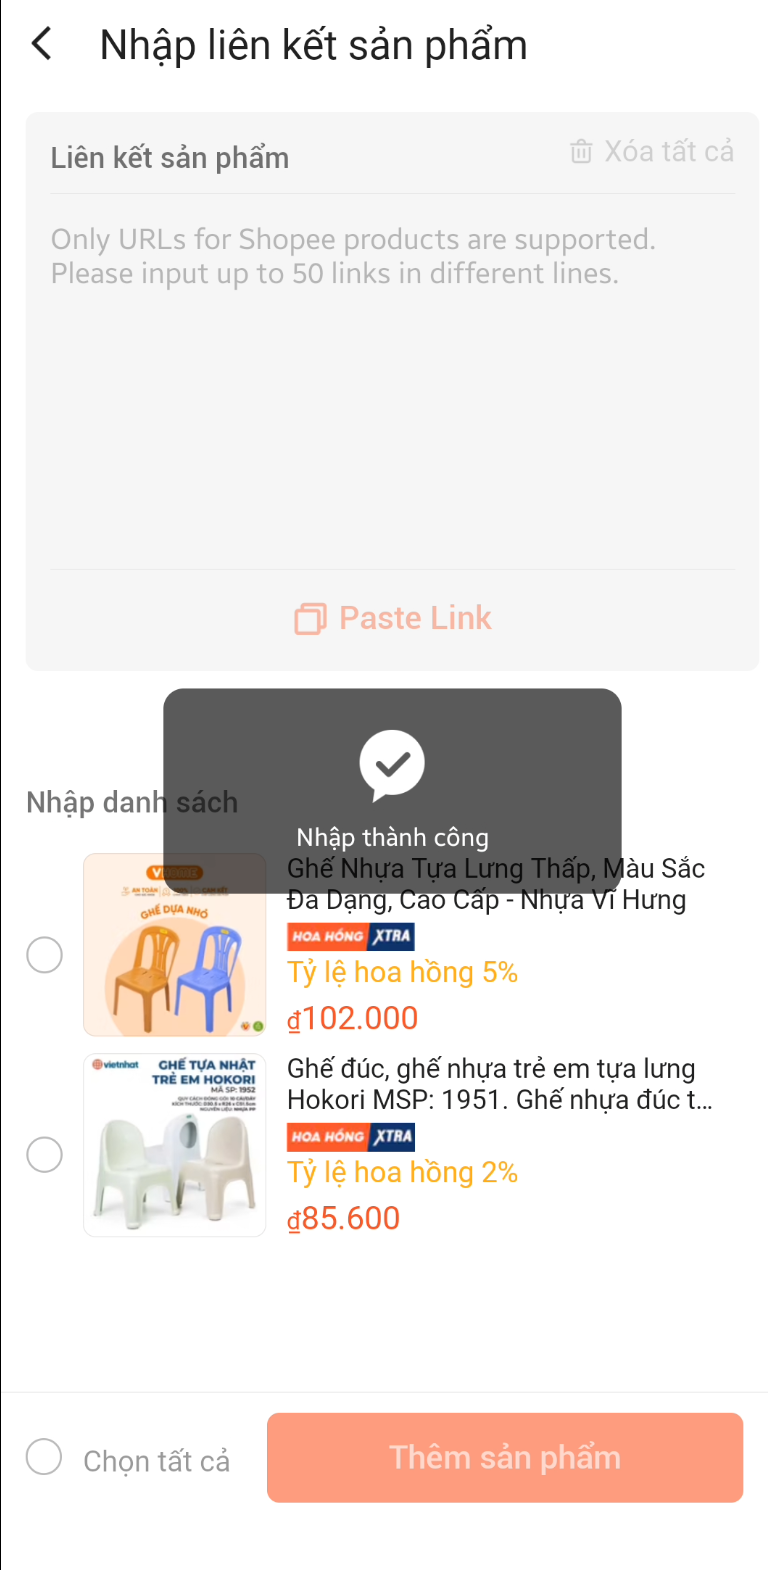 Nhập liên kết sản phẩm
Liên kết sản phẩm
Xóa tất cả
Only URLs for Shopee products are supported.
Please input up to 50 links in different lines.
Paste Link
Nhập danh sách
Nhập thành công
AN TOÀN
GHẾ DỰA NHỎ
Ghế Nhựa Tựa Lưng Thấp, Màu Sắc
Đa Dạng, Cao Cấp - Nhựa Vĩ Hưng
HOA HỒNG XTRA
Tỷ lệ hoa hồng 5%
₫102.000
vietnhat
GHẾ TỰA NHẬT
TRẺ EM HOKORI
MÃ SP: 1952
Ghế đúc, ghế nhựa trẻ em tựa lưng
Hokori MSP: 1951. Ghế nhựa đúc t...
HOA HỒNG XTRA
Tỷ lệ hoa hồng 2%
₫85.600
Chọn tất cả
Thêm sản phẩm